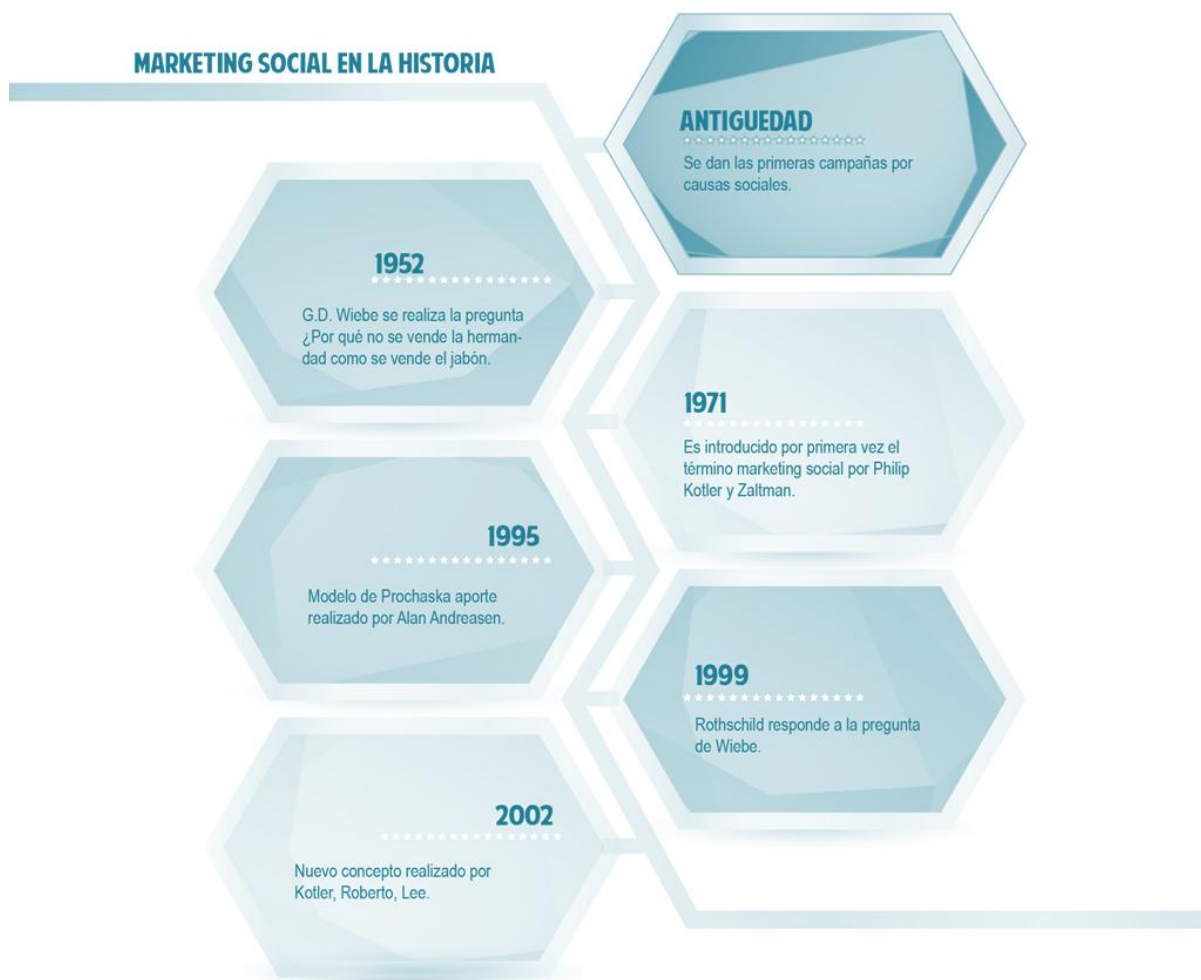 MARKETING SOCIAL EN LA HISTORIA
ANTIGUEDAD
Se dan las primeras campañas por
causas sociales.
1952
G.D. Wiebe se realiza la pregunta
¿Por qué no se vende la herman-
dad como se vende el jabón.
1971
Es introducido por primera vez el
término marketing social por Philip
Kotler y Zaltman.
1995
Modelo de Prochaska aporte
realizado por Alan Andreasen.
1999
Rothschild responde a la pregunta
de Wiebe.
2002
Nuevo concepto realizado por
Kotler, Roberto, Lee.